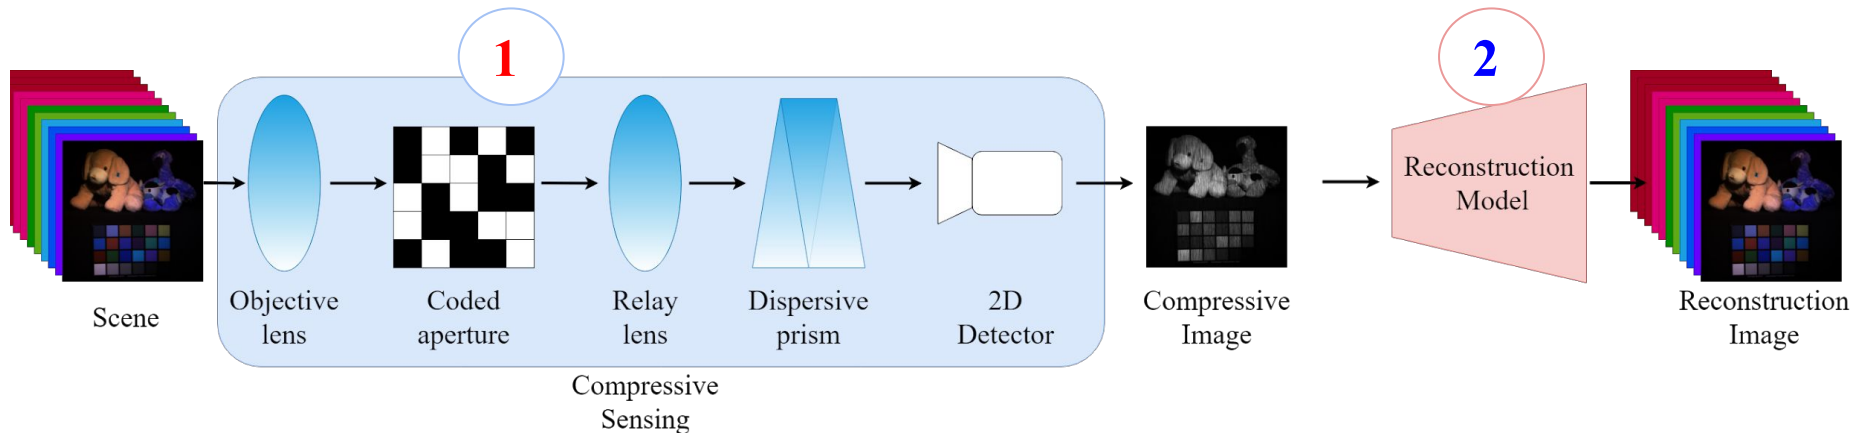 1
2
Scene
Objective
lens
Coded
aperture
Relay
lens
Dispersive
prism
2D
Detector
Compressive
Sensing
Compressive
Image
Reconstruction
Model
Reconstruction
Image